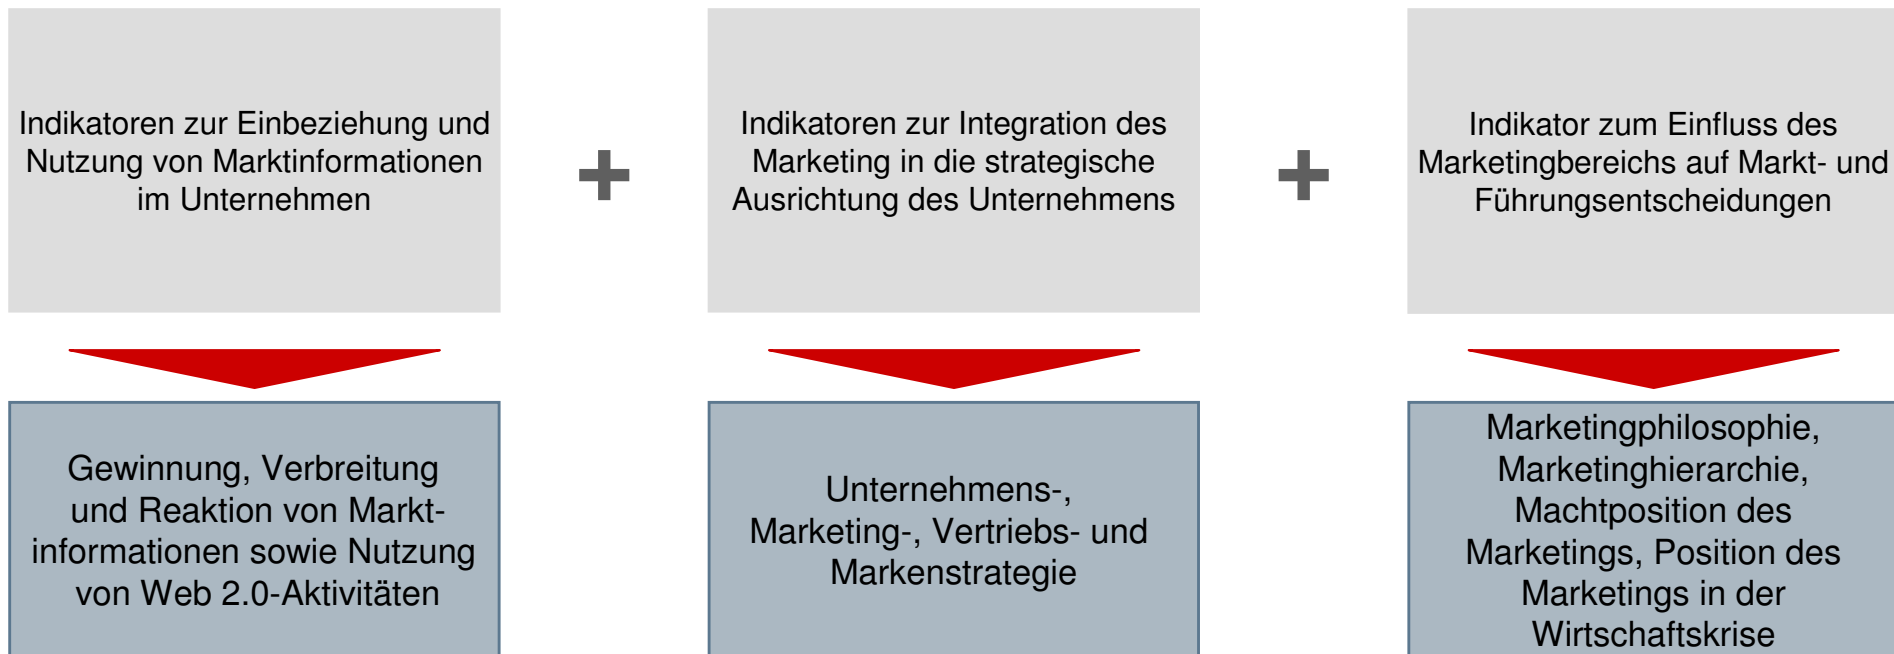 Indikatoren zur Einbeziehung und
Nutzung von Marktinformationen
im Unternehmen
+
Indikatoren zur Integration des
Marketing in die strategische
Ausrichtung des Unternehmens
+
Indikator zum Einfluss des
Marketingbereichs auf Markt- und
Führungsentscheidungen
Gewinnung, Verbreitung
und Reaktion von Markt-
informationen sowie Nutzung
von Web 2.0-Aktivitäten
Unternehmens-,
Marketing-, Vertriebs- und
Markenstrategie
Marketingphilosophie,
Marketinghierarchie,
Machtposition des
Marketings, Position des
Marketings in der
Wirtschaftskrise